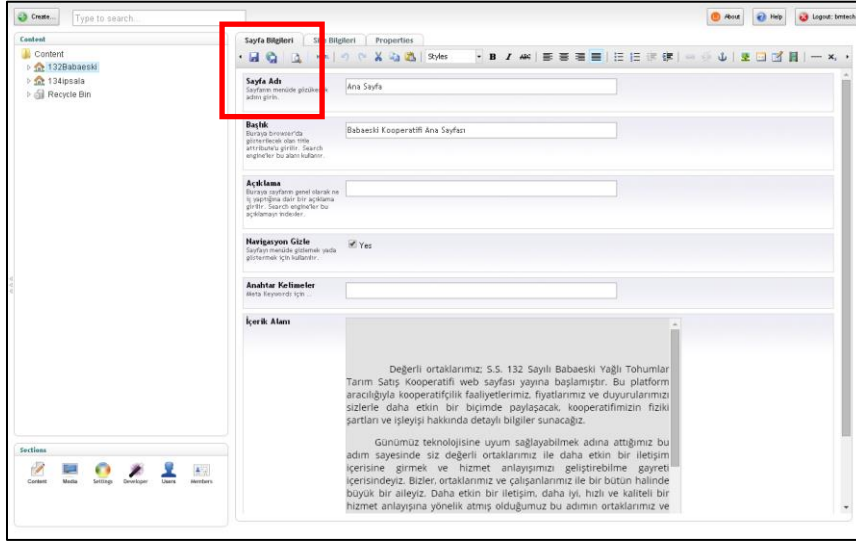 Create...
Type to search..
About
Help
Logout: bmtech
Content
Content
132Babaeski
134ipsala
Recycle Bin
Sayfa Bilgileri
Site Bilgileri
Properties
Styles
B I ABC
Sayfa Adı
Sayfanın menüde gözükecek
adını girin.
Ana Sayfa
Başlık
Buraya browser'da
gösterilecek olan title
attribute'u girilir. Search
engine'ler bu alanı kullanır.
Babaeski Kooperatifi Ana Sayfası
Açıklama
Buraya sayfanın genel olarak ne
iş yaptığına dair bir açıklama
girilir. Search engine'ler bu
açıklamayı indexler.
Navigasyon Gizle
Sayfayı menüde gizlemek yada
göstermek için kullanılır.
Yes
Anahtar Kelimeler
Meta Keywords için ...
İçerik Alanı
Değerli ortaklarımız; S.S. 132 Sayılı Babaeski Yağlı Tohumlar
Tarım Satış Kooperatifi web sayfası yayına başlamıştır. Bu platform
aracılığıyla kooperatifçilik faaliyetlerimiz, fiyatlarımız ve duyurularımızı
sizlerle daha etkin bir biçimde paylaşacak, kooperatifimizin fiziki
şartları ve işleyişi hakkında detaylı bilgiler sunacağız.
Günümüz teknolojisine uyum sağlayabilmek adına attığımız bu
adım sayesinde siz değerli ortaklarımız ile daha etkin bir iletişim
içerisine girmek ve hizmet anlayışımızı geliştirebilme gayreti
içerisindeyiz. Bizler, ortaklarımız ve çalışanlarımız ile bir bütün halinde
büyük bir aileyiz. Daha etkin bir iletişim, daha iyi, hızlı ve kaliteli bir
hizmet anlayışına yönelik atmış olduğumuz bu adımın ortaklarımız ve
Sections
Content
Media
Settings
Developer
Users
Members